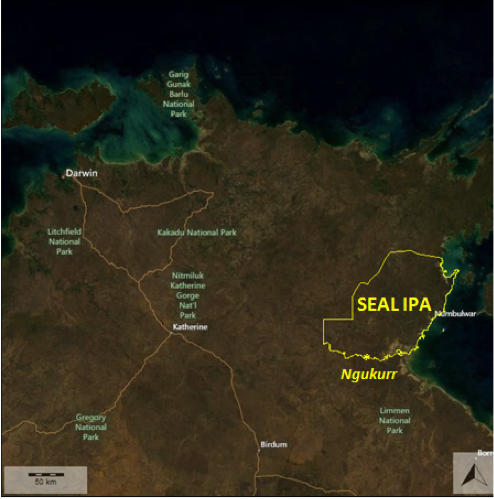 Garig
Gunak
Barlu
National
Park
Darwin
Litchfield
National
Park
Kakadu National Park
Nitmiluk
Katherine
Gorge
Nat'l
Park
Katherine
SEAL IPA
Numbulwar
Ngukurr
Gregory
National
Park
Limmen
National
Park
Birdum
Borr
50 km